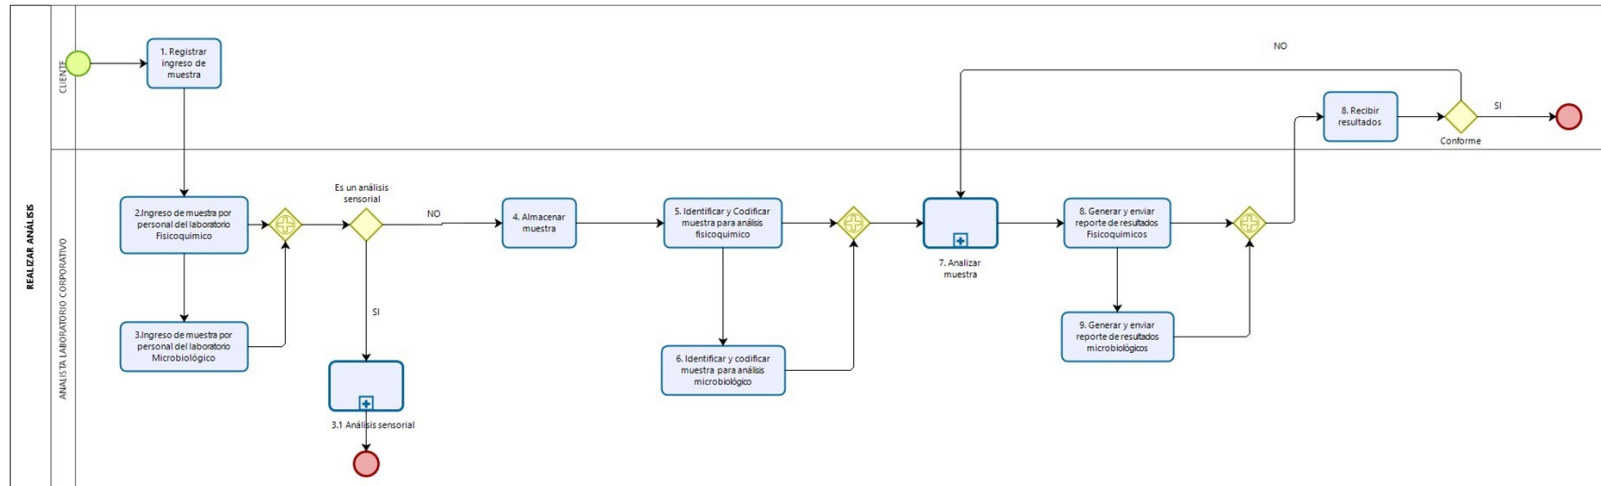 REALIZAR ANÁLISIS
CLIENTE
1. Registrar
ingreso de
muestra
NO
8. Recibir
resultados
SI
Conforme
ANALISTA LABORATORIO CORPORATIVO
2.Ingreso de muestra por
personal del laboratorio
Fisicoquimico
3.Ingreso de muestra por
personal del laboratorio
Microbiológico
Es un análisis
sensorial
NO
SI
3.1 Análisis sensorial
4. Almacenar
muestra
5. Identificar y Codificar
muestra para análisis
fisicoquimico
6. Identificar y codificar
muestra para análisis
microbiológico
7. Analizar
muestra
8. Generar y enviar
reporte de resultados
Fisicoquimicos
9. Generar y enviar
reporte de resultados
microbiológicos